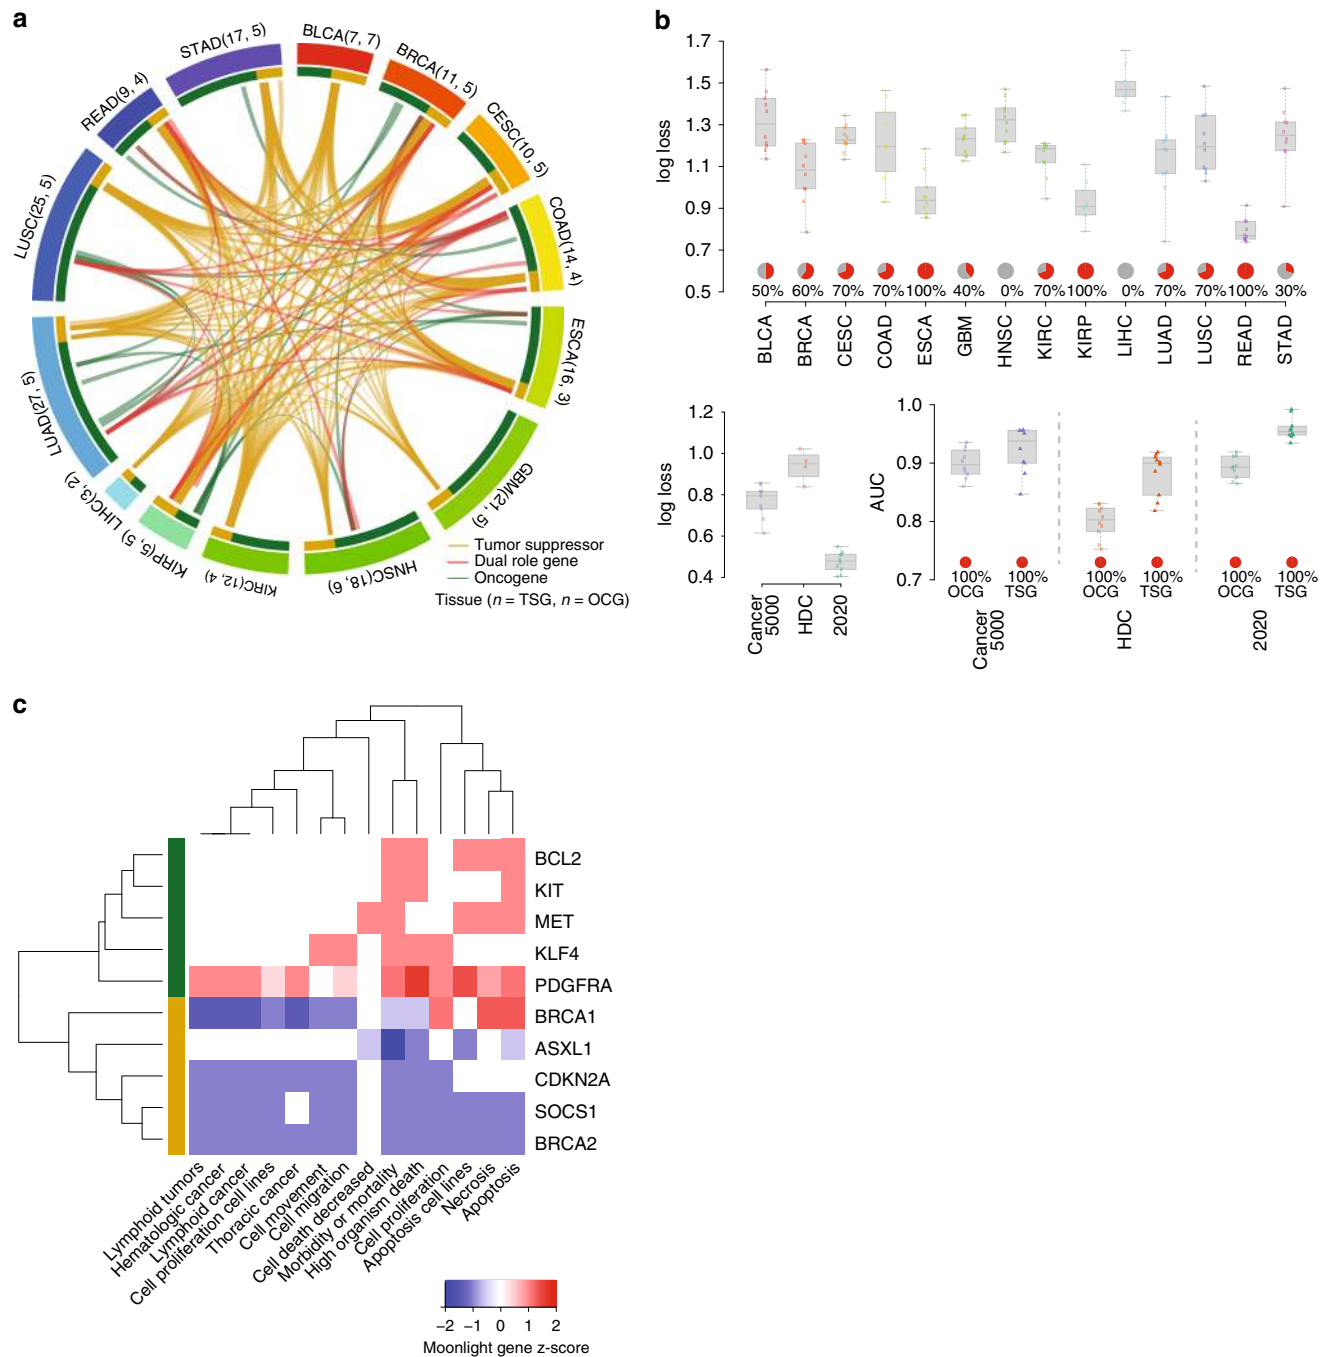 a
STAD(17, 5)
BLCA(7, 7)
BRCA(11, 5)
CESC(10, 5)
COAD(14, 4)
ESCA(16, 3)
GBM(21, 5)
HNSC(18, 6)
KIRC(12, 4)
KIRP(5, 5)
LIHC(3, 2)
LUAD(27, 5)
LUSC(25, 5)
READ(9, 4)
Tumor suppressor
Dual role gene
Oncogene
Tissue (n = TSG, n = OCG)
b
log loss
1.7
1.5
1.3
1.1
0.9
0.7
0.5
50% 60% 70% 70% 100% 40% 0% 70% 100% 0% 70% 70% 100% 30%
BLCA BRCA CESC COAD ESCA GBM HNSC KIRC KIRP LIHC LUAD LUSC READ STAD
log loss
1.2
1.0
0.8
0.6
0.4
Cancer 5000
HDC
2020
AUC
1.0
0.9
0.8
0.7
100% 100% 100% 100% 100% 100%
OCG TSG OCG TSG OCG TSG
Cancer 5000
HDC
2020
c
BCL2
KIT
MET
KLF4
PDGFRA
BRCA1
ASXL1
CDKN2A
SOCS1
BRCA2
Lymphoid tumors
Hematologic cancer
Lymphoid cancer
Cell proliferation cell lines
Thoracic cancer
Cell movement
Cell migration
Cell death decreased
Morbidity or mortality
High organism death
Cell proliferation
Apoptosis cell lines
Necrosis
Apoptosis
−2 −1 0 1 2
Moonlight gene z-score